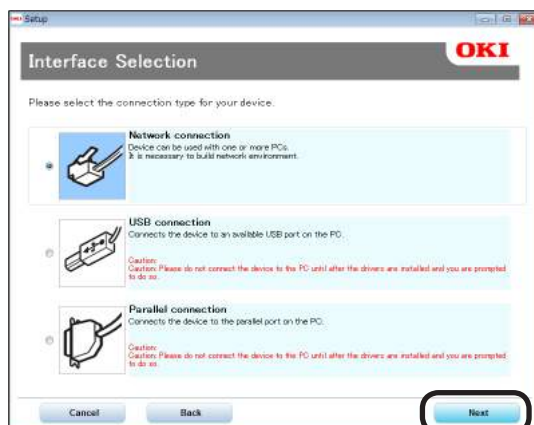 Setup
OKI
Interface Selection
Please select the connection type for your device.
Network connection
Device can be used with one or more PCs.
It is necessary to build network environment.
USB connection
Connects the device to an available USB port on the PC.
Caution:
Caution: Please do not connect the device to the PC until after the drivers are installed and you are prompted
to do so.
Parallel connection
Connects the device to the parallel port on the PC.
Caution:
Caution: Please do not connect the device to the PC until after the drivers are installed and you are prompted
to do so.
Cancel
Back
Next